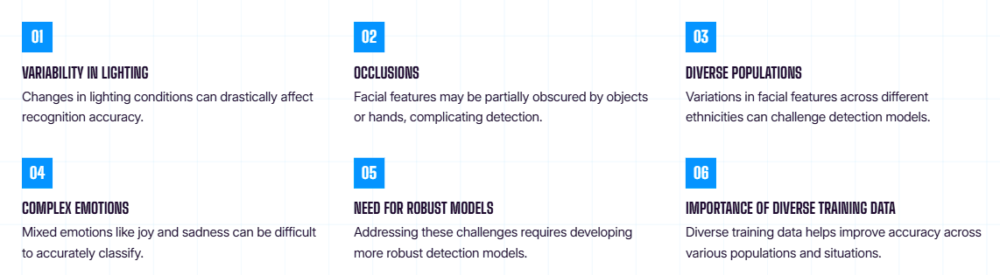 01
VARIABILITY IN LIGHTING
Changes in lighting conditions can drastically affect
recognition accuracy.
02
OCCLUSIONS
Facial features may be partially obscured by objects
or hands, complicating detection.
03
DIVERSE POPULATIONS
Variations in facial features across different
ethnicities can challenge detection models.
04
COMPLEX EMOTIONS
Mixed emotions like joy and sadness can be difficult
to accurately classify.
05
NEED FOR ROBUST MODELS
Addressing these challenges requires developing
more robust detection models.
06
IMPORTANCE OF DIVERSE TRAINING DATA
Diverse training data helps improve accuracy across
various populations and situations.